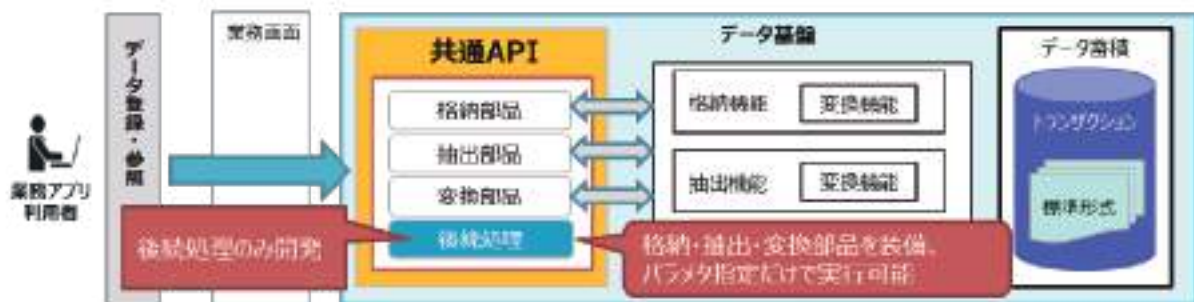 データ登録・参照
業務画面
業務アプリ
利用者
共通API
格納部品
抽出部品
変換部品
後続処理
後続処理のみ開発
データ基盤
格納機能
変換機能
抽出機能
変換機能
格納・抽出・変換部品を装備、
パラメタ指定だけで実行可能
データ蓄積
トランザクション
標準形式